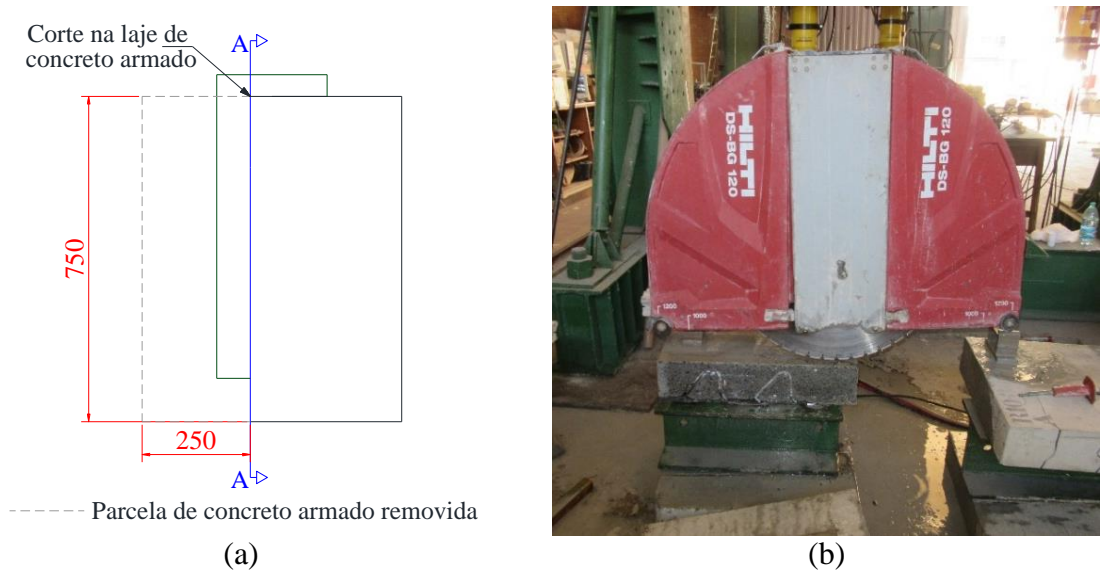 Corte na laje de
concreto armado
A
750
250
A
Parcela de concreto armado removida
(a)
HILTI
DS-BG 120
HILTI
DS-BG 120
1000
(b)